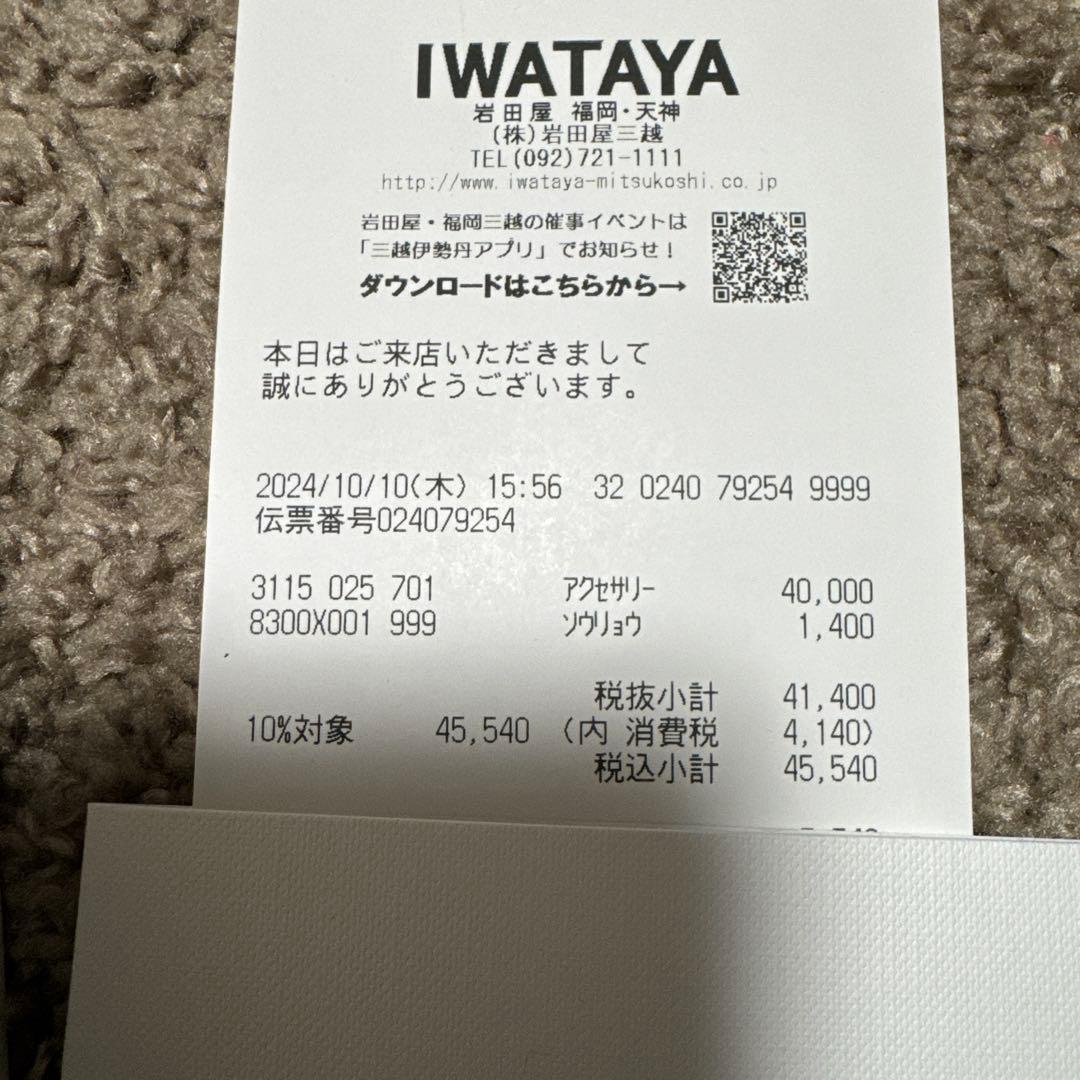 IWATAYA
岩田屋 福岡・天神
(株)岩田屋三越
TEL(092)721-1111
http://www.iwataya-mitsukoshi.co.jp
岩田屋・福岡三越の催事イベントは
「三越伊勢丹アプリ」でお知らせ!
ダウンロードはこちらから→
本日はご来店いただきまして
誠にありがとうございます。
2024/10/10(木) 15:56 32 0240 79254 9999
伝票番号024079254
3115 025 701 アクセサリー 40,000
8300X001 999 ソウリョウ 1,400
税抜小計 41,400
10%対象 45,540 (内 消費税 4,140)
税込小計 45,540